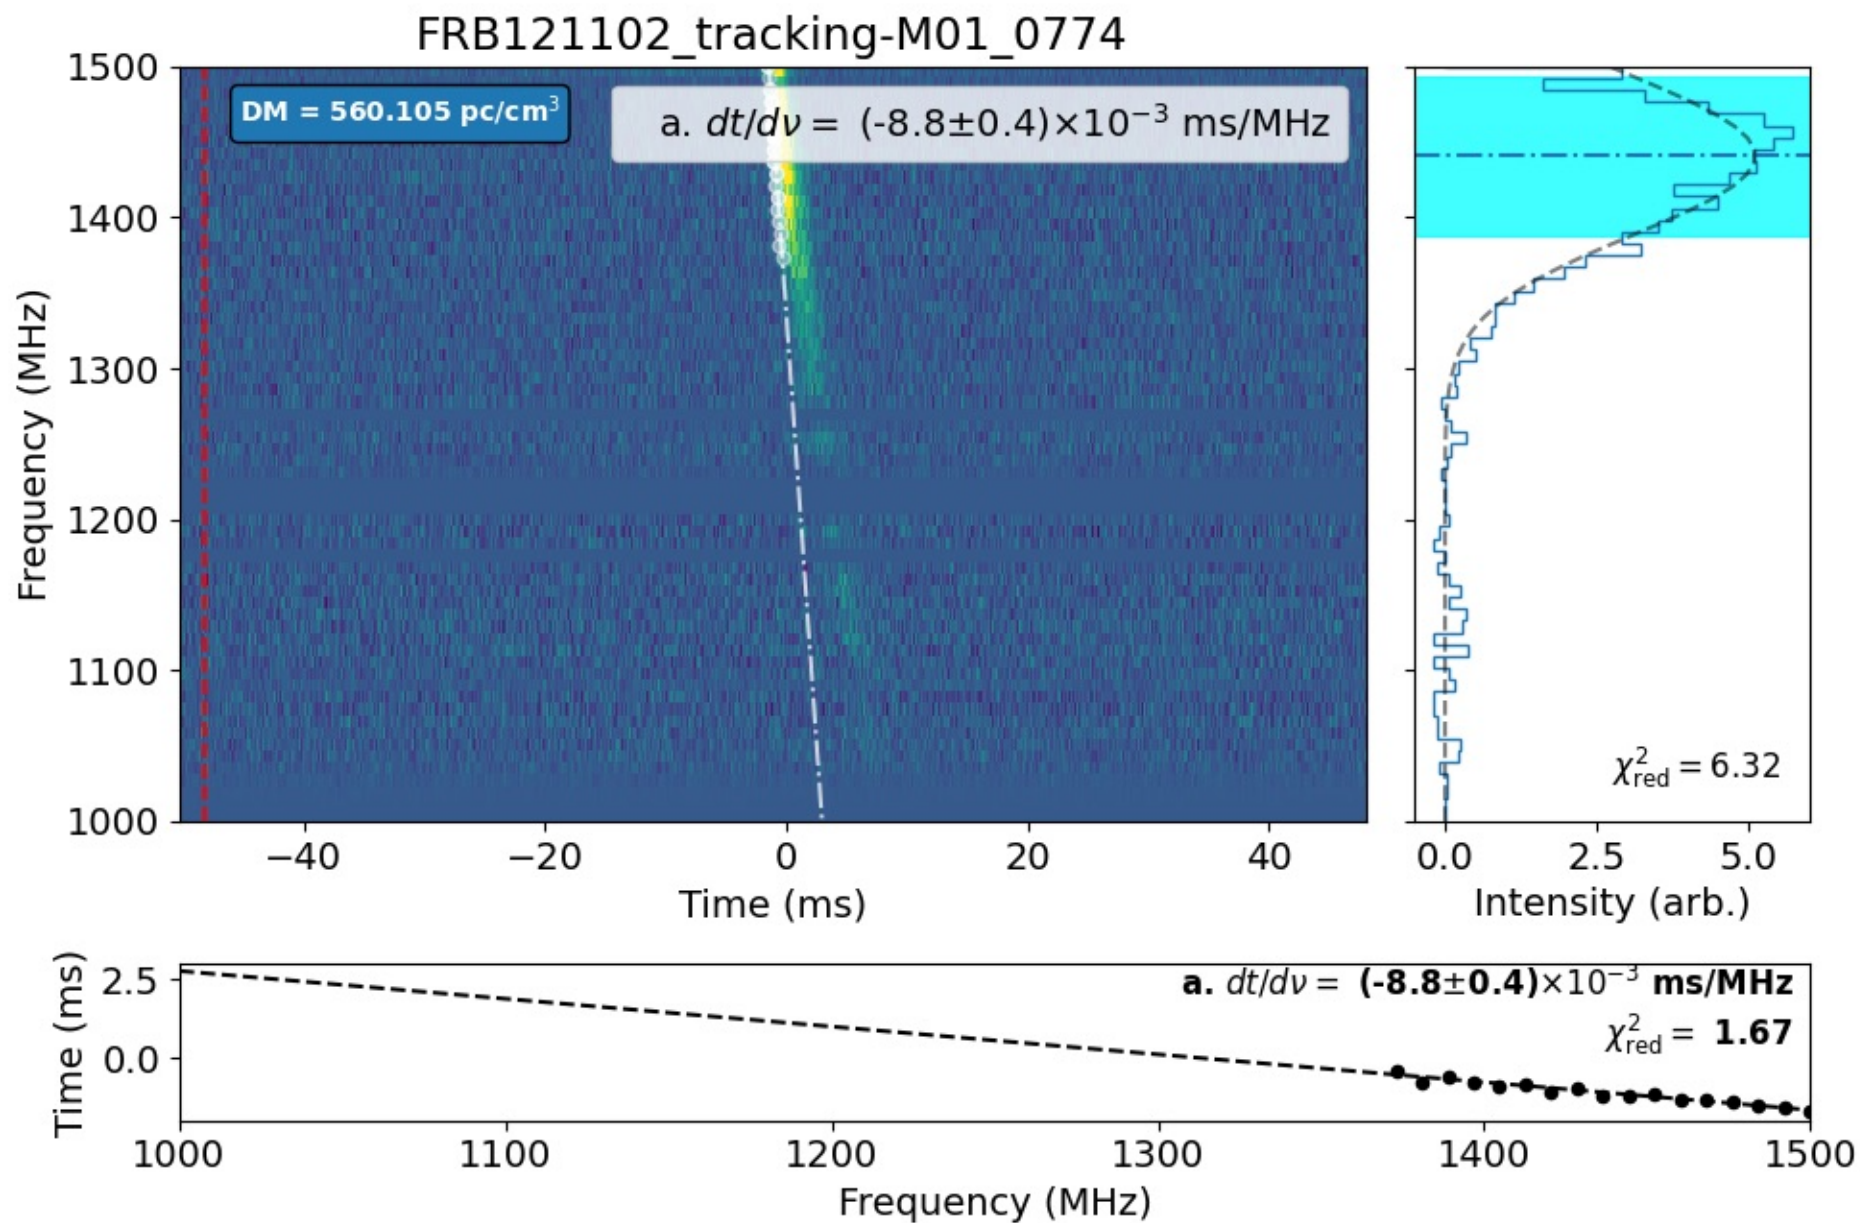 FRB121102_tracking-M01_0774
DM = 560.105 pc/cm³
a. dt/dν = (-8.8±0.4)×10⁻³ ms/MHz
1500
1400
1300
1200
1100
1000
Frequency (MHz)
−40 −20 0 20 40
Time (ms)
χ²red = 6.32
0.0 2.5 5.0
Intensity (arb.)
a. dt/dν = (-8.8±0.4)×10⁻³ ms/MHz
χ²red = 1.67
2.5
0.0
Time (ms)
1000 1100 1200 1300 1400 1500
Frequency (MHz)